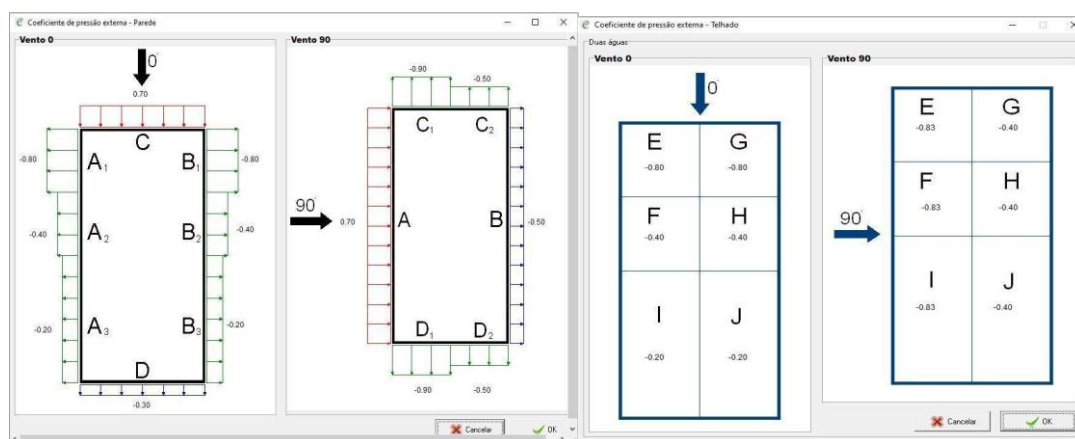 Coeficiente de pressão externa - Parede
Vento 0
0°
0.70
C
-0.80
A1
B1
-0.80
-0.40
A2
B2
-0.40
-0.20
A3
B3
-0.20
D
-0.30
Vento 90
-0.90
-0.50
C1
C2
90°
0.70
A
B
-0.50
D1
D2
-0.90
-0.50
Cancelar
OK
Coeficiente de pressão externa - Telhado
Duas águas
Vento 0
0°
E
G
-0.80
-0.80
F
H
-0.40
-0.40
I
J
-0.20
-0.20
Vento 90
E
G
-0.83
-0.40
F
H
-0.83
-0.40
90°
I
J
-0.83
-0.40
Cancelar
OK